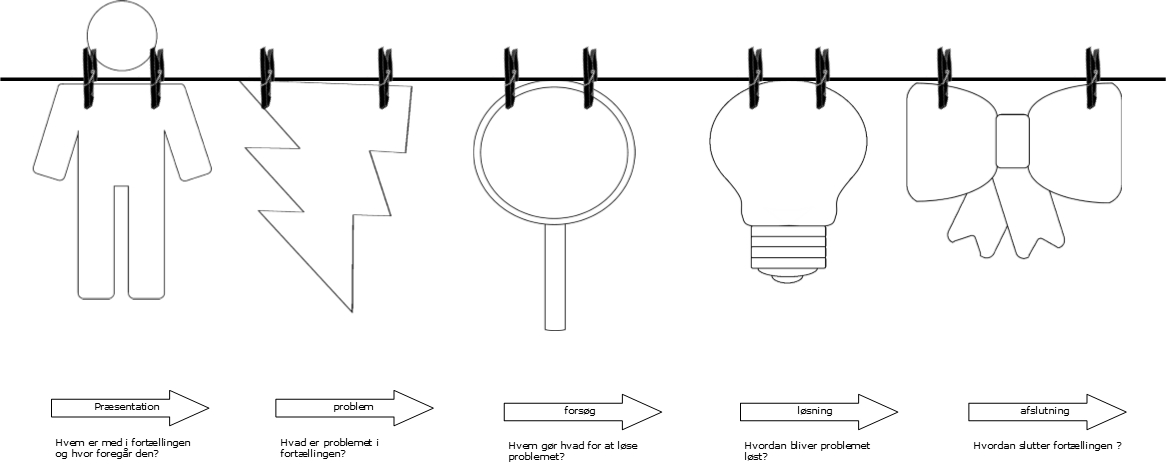 Præsentation
Hvem er med i fortællingen
og hvor foregår den?
problem
Hvad er problemet i
fortællingen?
forsøg
Hvem gør hvad for at løse
problemet?
løsning
Hvordan bliver problemet
løst?
afslutning
Hvordan slutter fortællingen ?